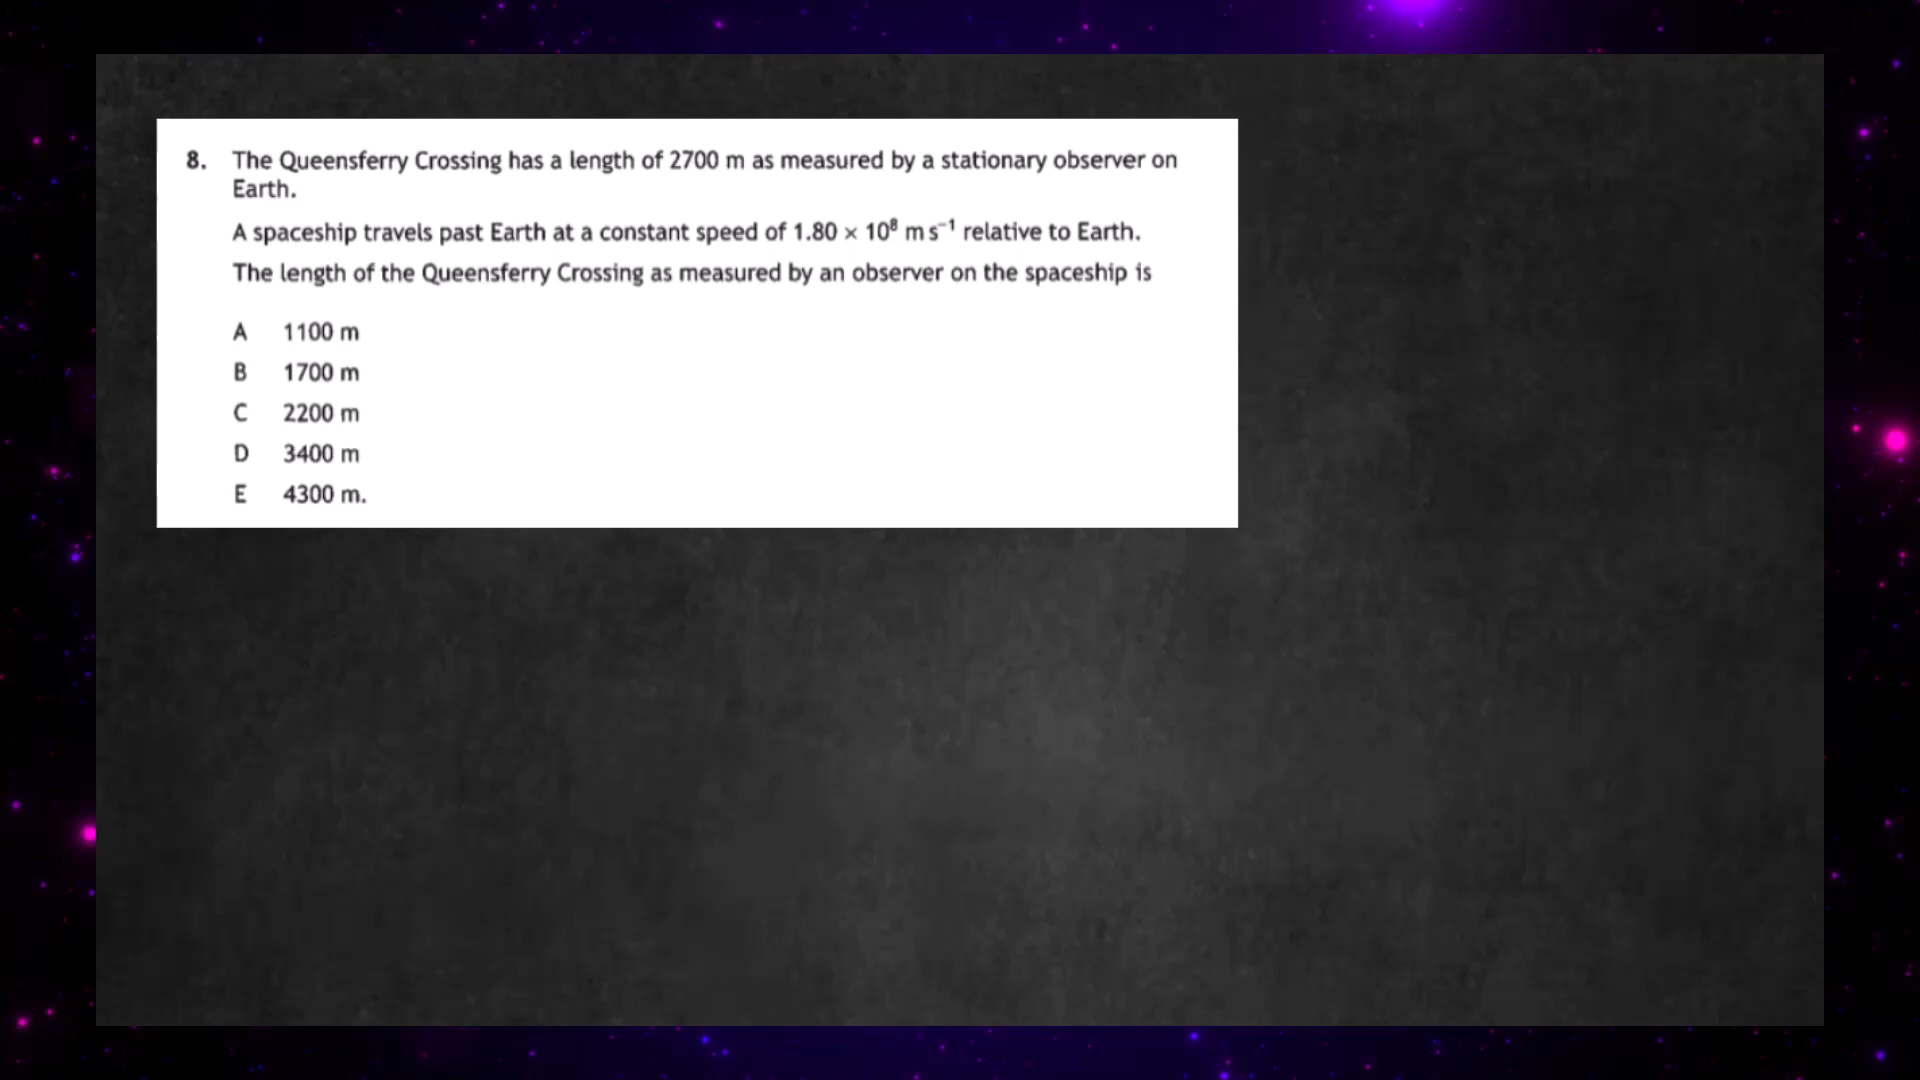 8. The Queensferry Crossing has a length of 2700 m as measured by a stationary observer on
Earth.
A spaceship travels past Earth at a constant speed of 1.80 × 10⁸ m s⁻¹ relative to Earth.
The length of the Queensferry Crossing as measured by an observer on the spaceship is
A 1100 m
B 1700 m
C 2200 m
D 3400 m
E 4300 m.